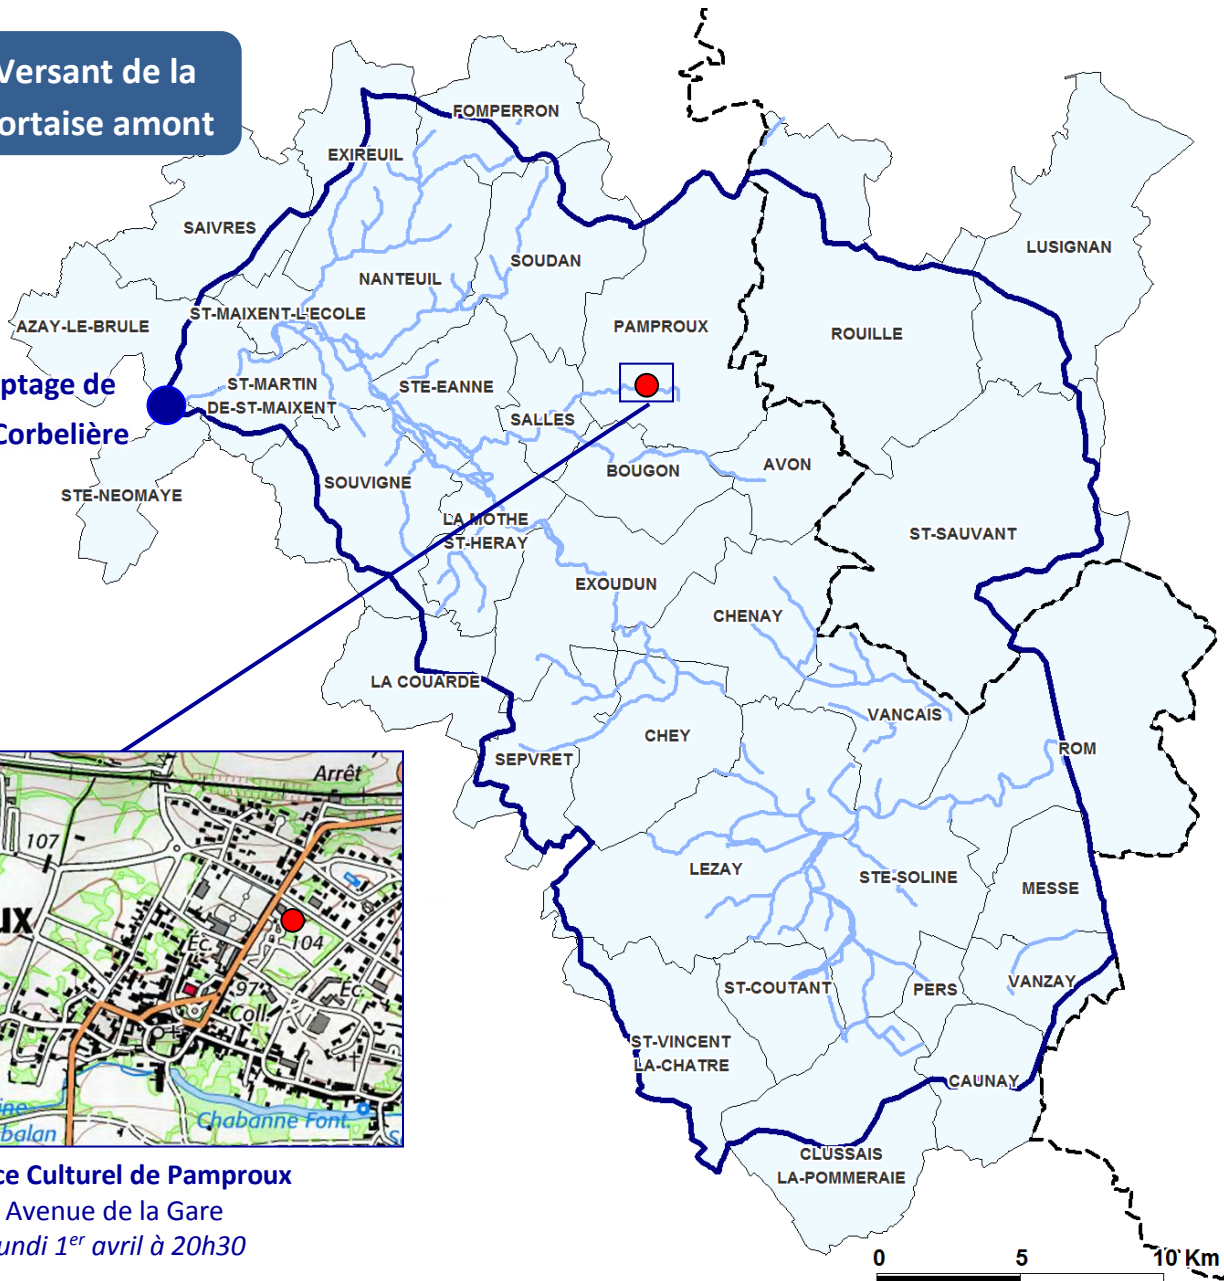 Versant de la
ortaise amont
FOMPERRON
EXIREUIL
SAIVRES
LUSIGNAN
SOUDAN
NANTEUIL
ST-MAIXENT-L'ECOLE
AZAY-LE-BRULE
PAMPROUX
ROUILLE
ptage de
Corbelière
ST-MARTIN
DE-ST-MAIXENT
STE-EANNE
SALLES
BOUGON
AVON
SOUVIGNE
STE-NEOMAYE
LA MOTHE
ST-HERAY
ST-SAUVANT
EXOUDUN
CHENAY
LA COUARDE
VANCAIS
CHEY
ROM
SEPVRET
LEZAY
STE-SOLINE
MESSE
ST-COUTANT
PERS
VANZAY
ST-VINCENT
LA-CHATRE
CAUNAY
CLUSSAIS
LA-POMMERAIE
Arrêt
107
ux
Éc.
104
97
Éc.
Coll.
ine
balan
Chabanne Font.
S
ce Culturel de Pamproux
Avenue de la Gare
undi 1er avril à 20h30
0 5 10 Km